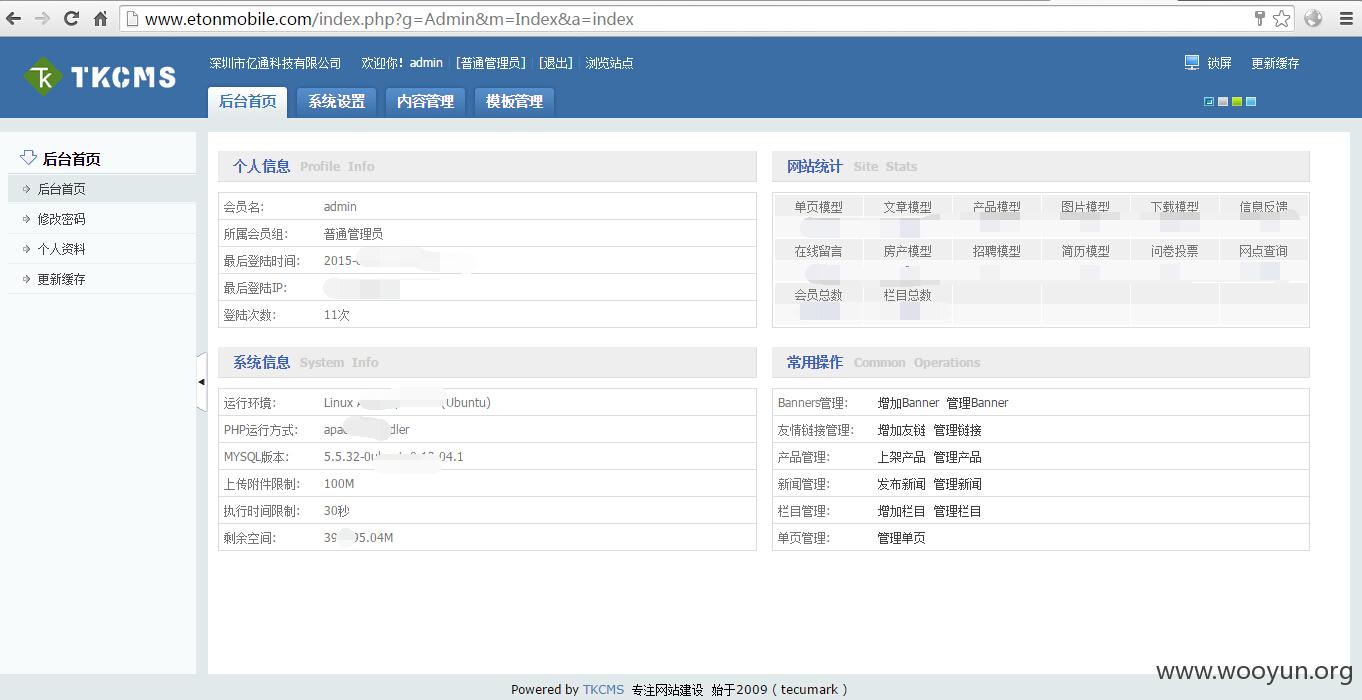 www.etonmobile.com/index.php?g=Admin&m=Index&a=index
TKCMS
深圳市亿通科技有限公司 欢迎你! admin [普通管理员] [退出] 浏览站点
锁屏 更新缓存
后台首页 系统设置 内容管理 模板管理
后台首页
后台首页
修改密码
个人资料
更新缓存
个人信息 Profile Info
会员名: admin
所属会员组: 普通管理员
最后登陆时间: 2015-
最后登陆IP:
登陆次数: 11次
网站统计 Site Stats
单页模型 文章模型 产品模型 图片模型 下载模型 信息反馈
在线留言 房产模型 招聘模型 简历模型 问卷投票 网点查询
会员总数 栏目总数
系统信息 System Info
运行环境: Linux (Ubuntu)
PHP运行方式:
MYSQL版本: 5.5.32-0 04.1
上传附件限制: 100M
执行时间限制: 30秒
剩余空间: 39 95.04M
常用操作 Common Operations
Banners管理: 增加Banner 管理Banner
友情链接管理: 增加友链 管理链接
产品管理: 上架产品 管理产品
新闻管理: 发布新闻 管理新闻
栏目管理: 增加栏目 管理栏目
单页管理: 管理单页
www.wooyun.org
Powered by TKCMS 专注网站建设 始于2009 ( tecumark )